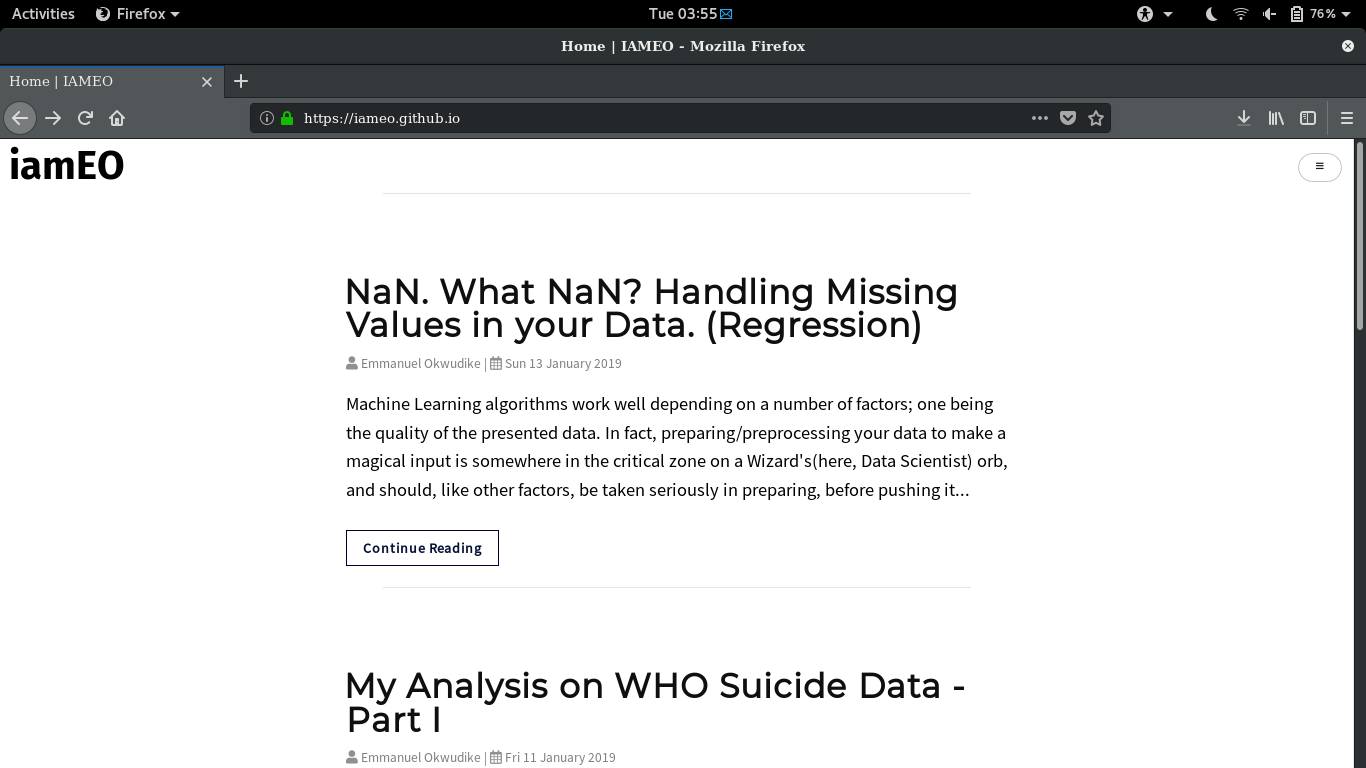 Activities Firefox Tue 03:55 76%
Home | IAMEO - Mozilla Firefox
Home | IAMEO
https://iameo.github.io
iamEO
NaN. What NaN? Handling Missing
Values in your Data. (Regression)
Emmanuel Okwudike | Sun 13 January 2019
Machine Learning algorithms work well depending on a number of factors; one being
the quality of the presented data. In fact, preparing/preprocessing your data to make a
magical input is somewhere in the critical zone on a Wizard's(here, Data Scientist) orb,
and should, like other factors, be taken seriously in preparing, before pushing it...
Continue Reading
My Analysis on WHO Suicide Data -
Part I
Emmanuel Okwudike | Fri 11 January 2019